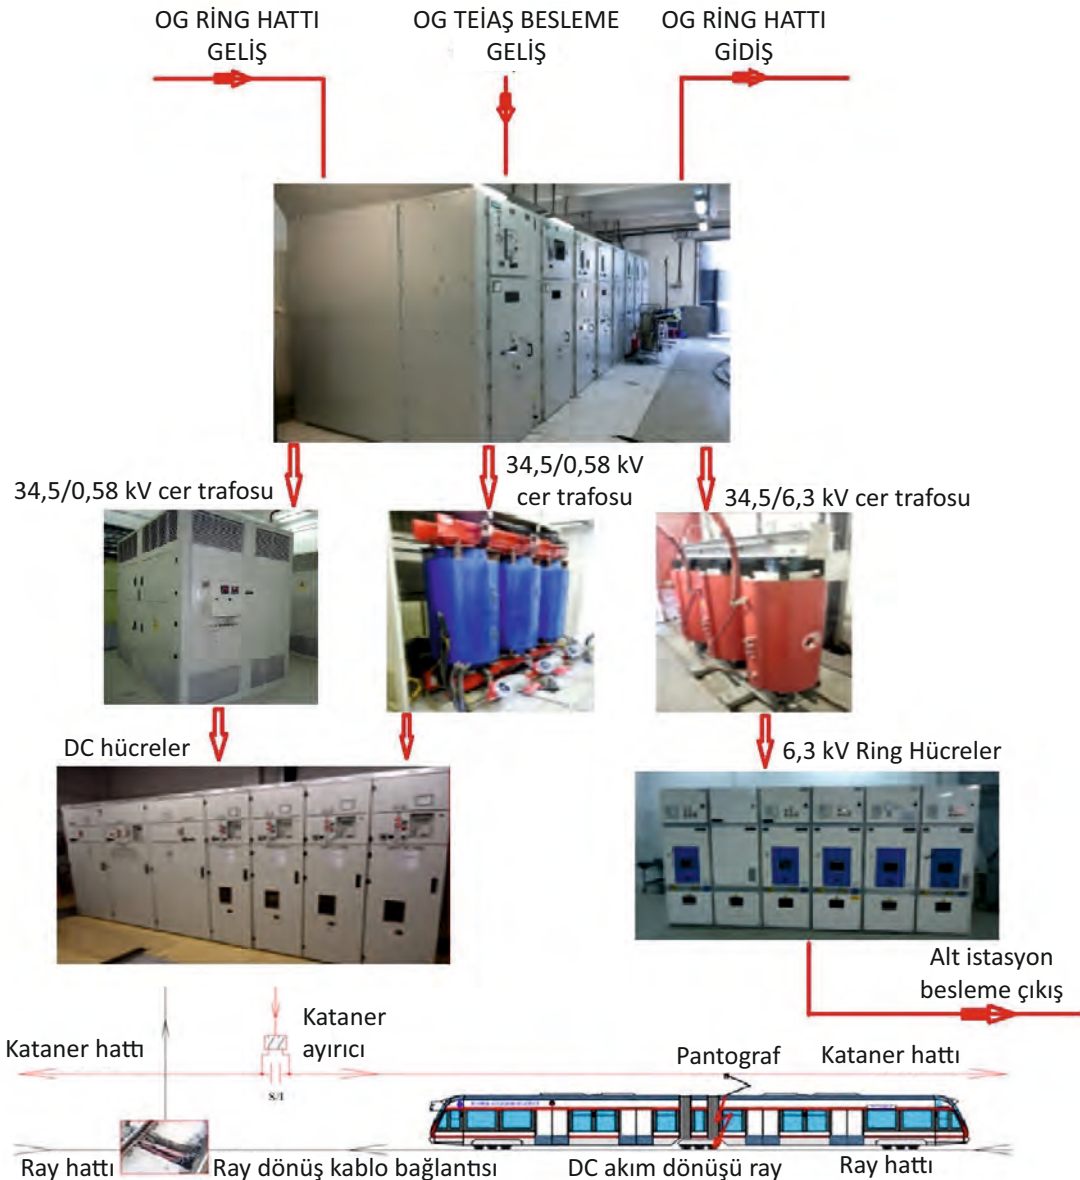 OG RİNG HATTI
GELİŞ
OG TEİAŞ BESLEME
GELİŞ
OG RİNG HATTI
GİDİŞ
34,5/0,58 kV cer trafosu
34,5/0,58 kV
cer trafosu
34,5/6,3 kV cer trafosu
DC hücreler
6,3 kV Ring Hücreler
Alt istasyon
besleme çıkış
Kataner
ayırıcı
Kataner hattı
Pantograf
Kataner hattı
S/I
Ray hattı
Ray dönüş kablo bağlantısı
DC akım dönüşü ray
Ray hattı